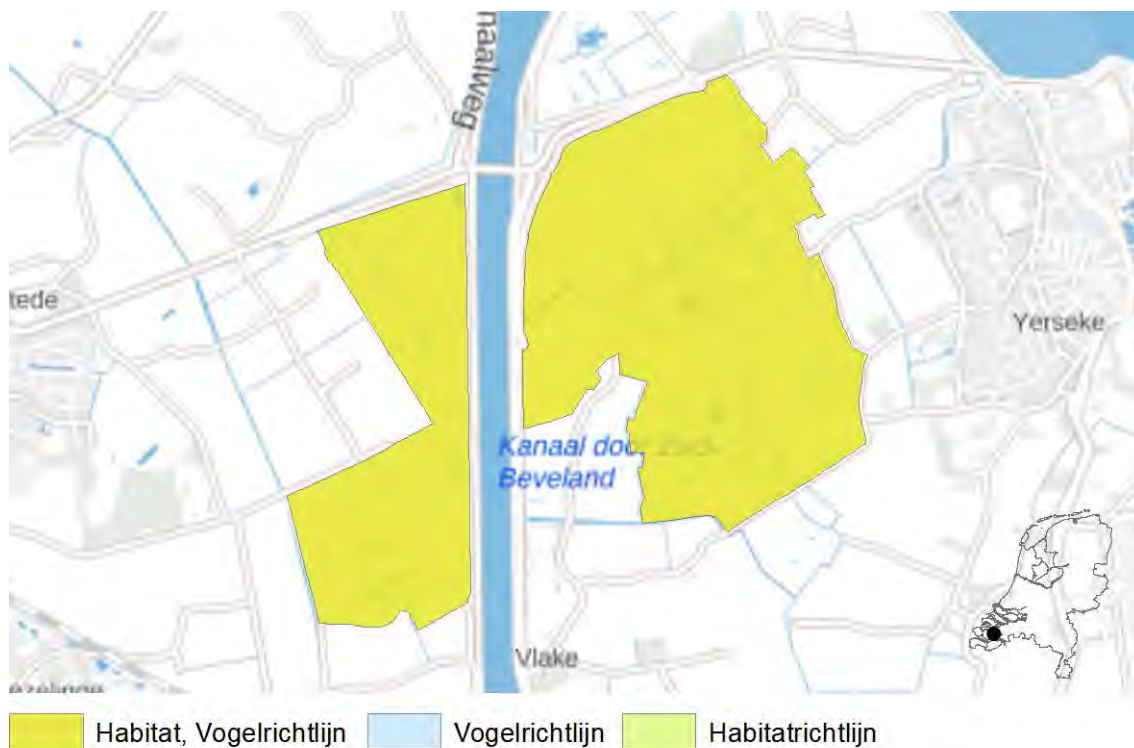 naalweg
tede
Yerseke
Kanaal door
Beveland
Vlake
Habitat, Vogelrichtlijn
Vogelrichtlijn
Habitatrichtlijn